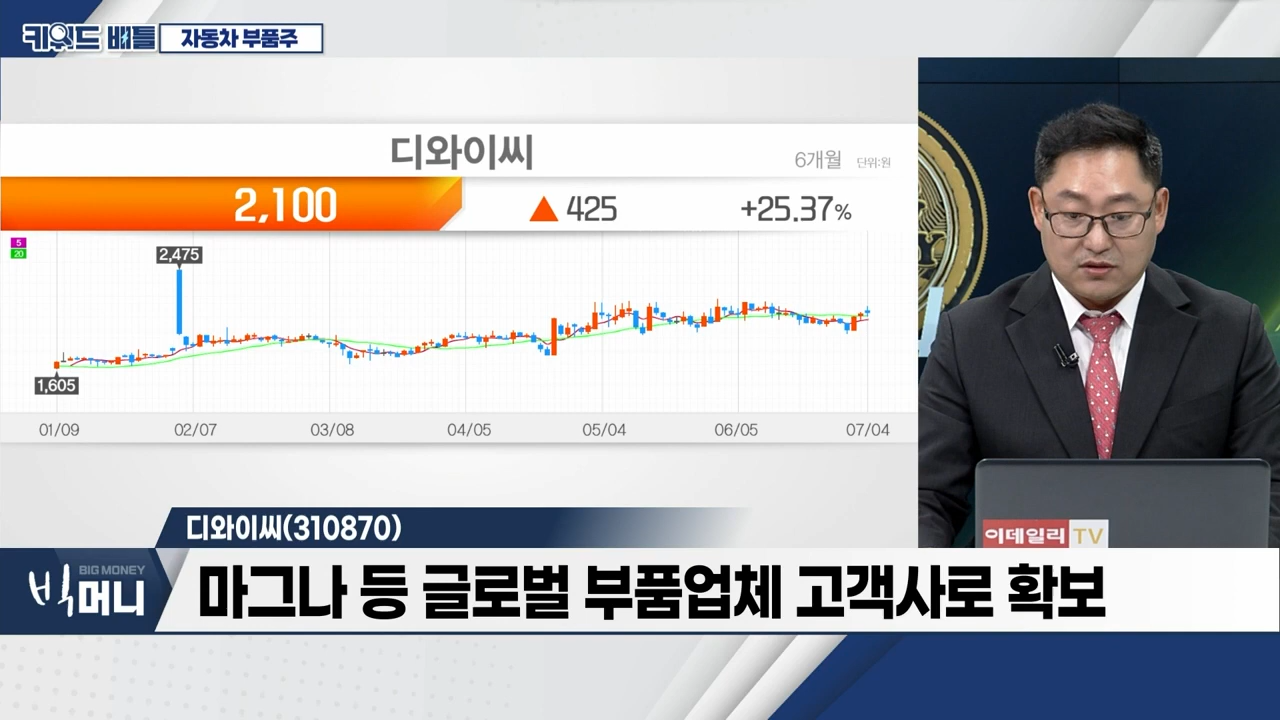 키워드 배틀 자동차 부품주
디와이씨
6개월 단위:원
2,100 ▲ 425 +25.37%
5
20
2,475
1,605
01/09 02/07 03/08 04/05 05/04 06/05 07/04
이데일리 TV
디와이씨(310870)
BIG MONEY
빅머니
마그나 등 글로벌 부품업체 고객사로 확보